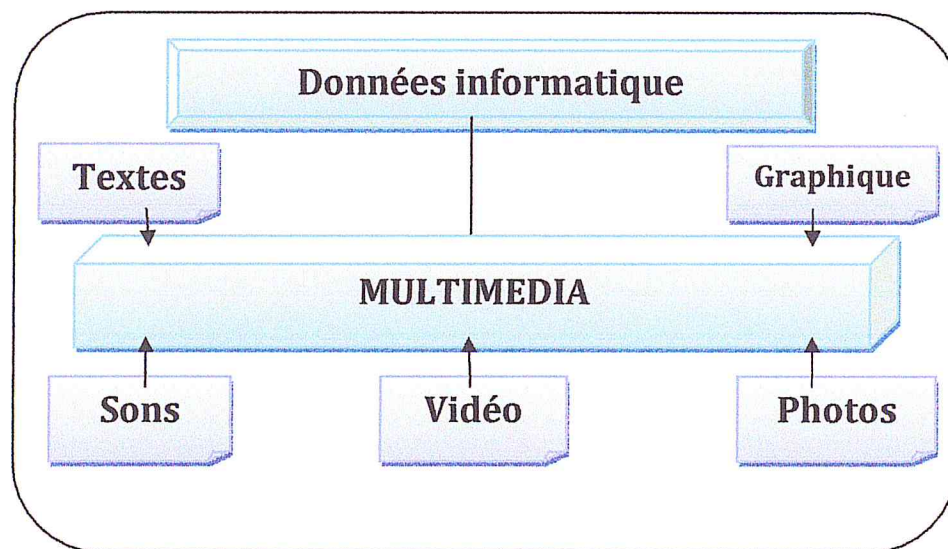 Données informatique
Textes
Graphique
MULTIMEDIA
Sons
Vidéo
Photos